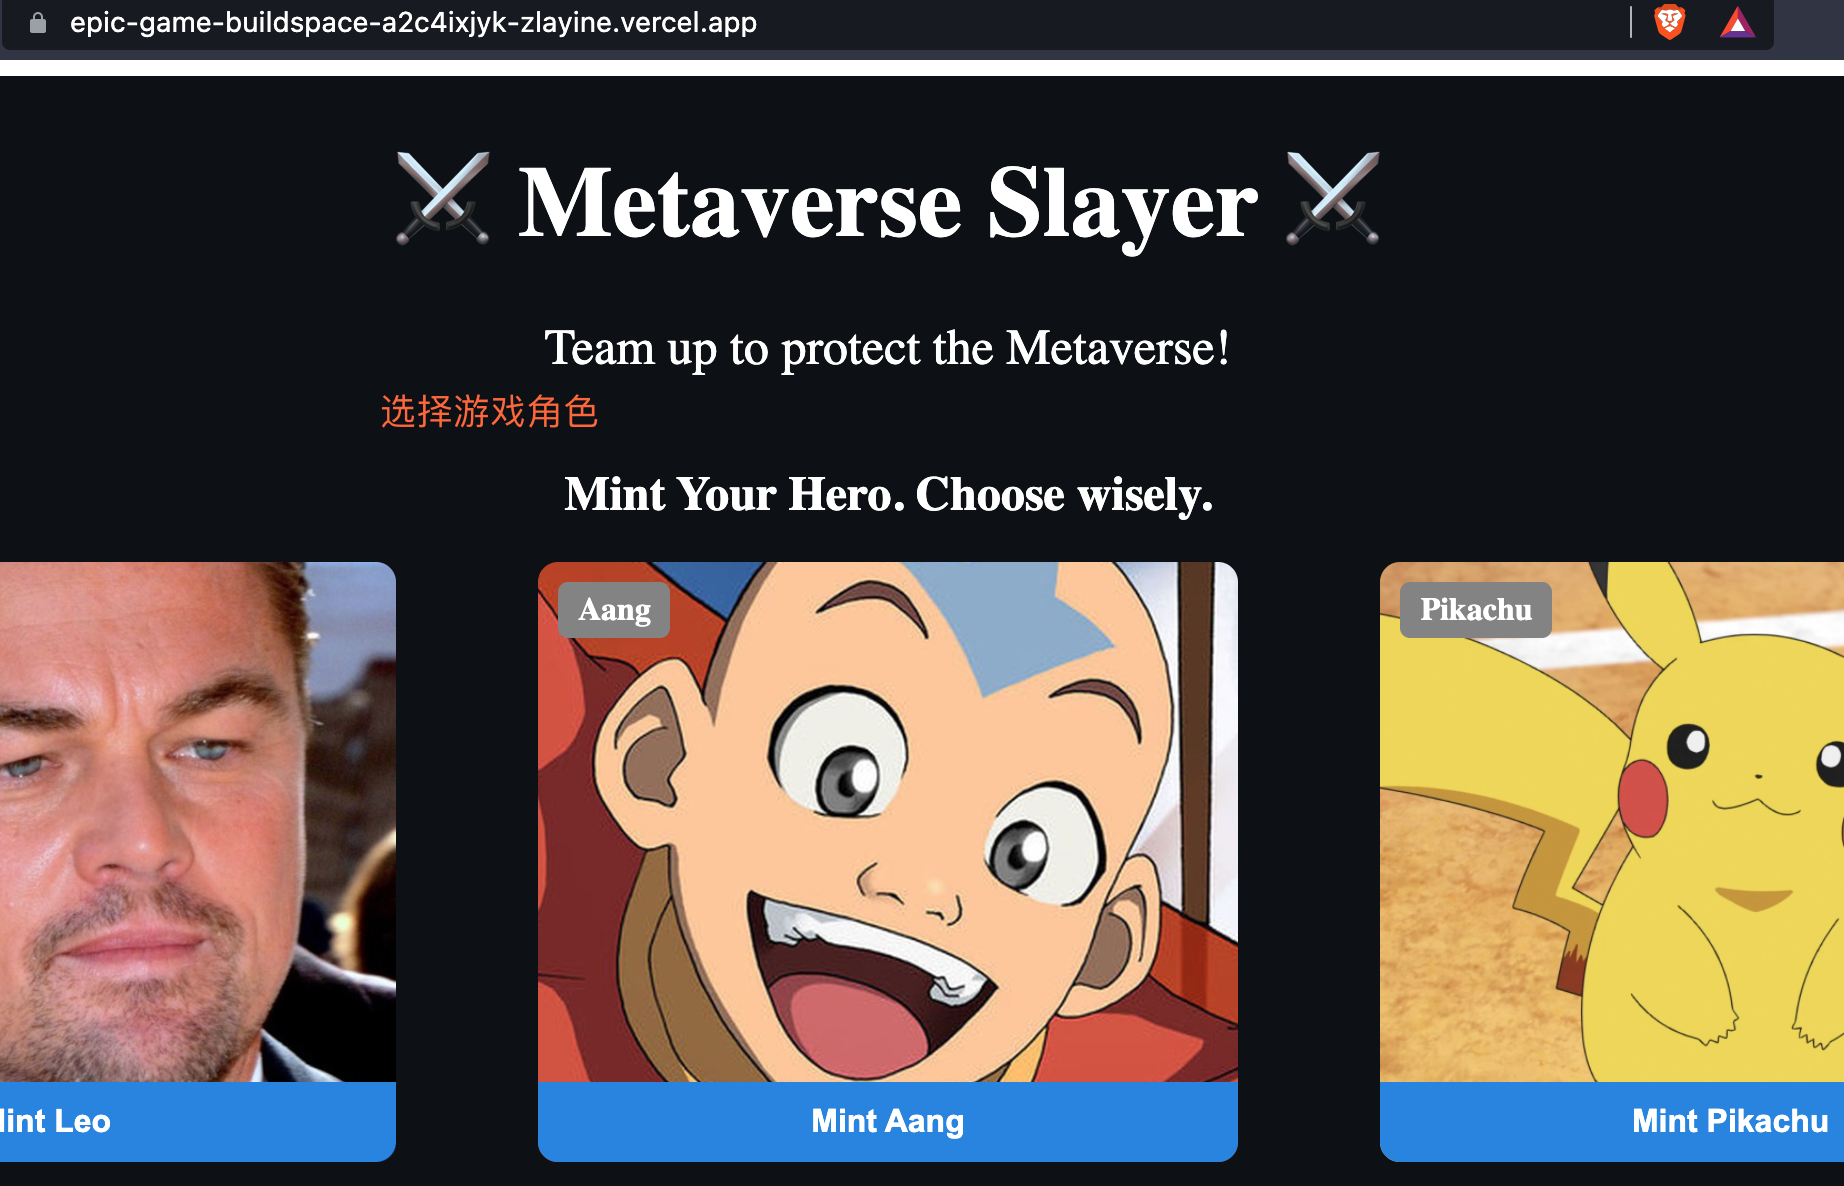 epic-game-buildspace-a2c4ixjyk-zlayine.vercel.app
⚔️ Metaverse Slayer ⚔️
Team up to protect the Metaverse!
选择游戏角色
Mint Your Hero. Choose wisely.
Aang
Pikachu
Mint Leo
Mint Aang
Mint Pikachu